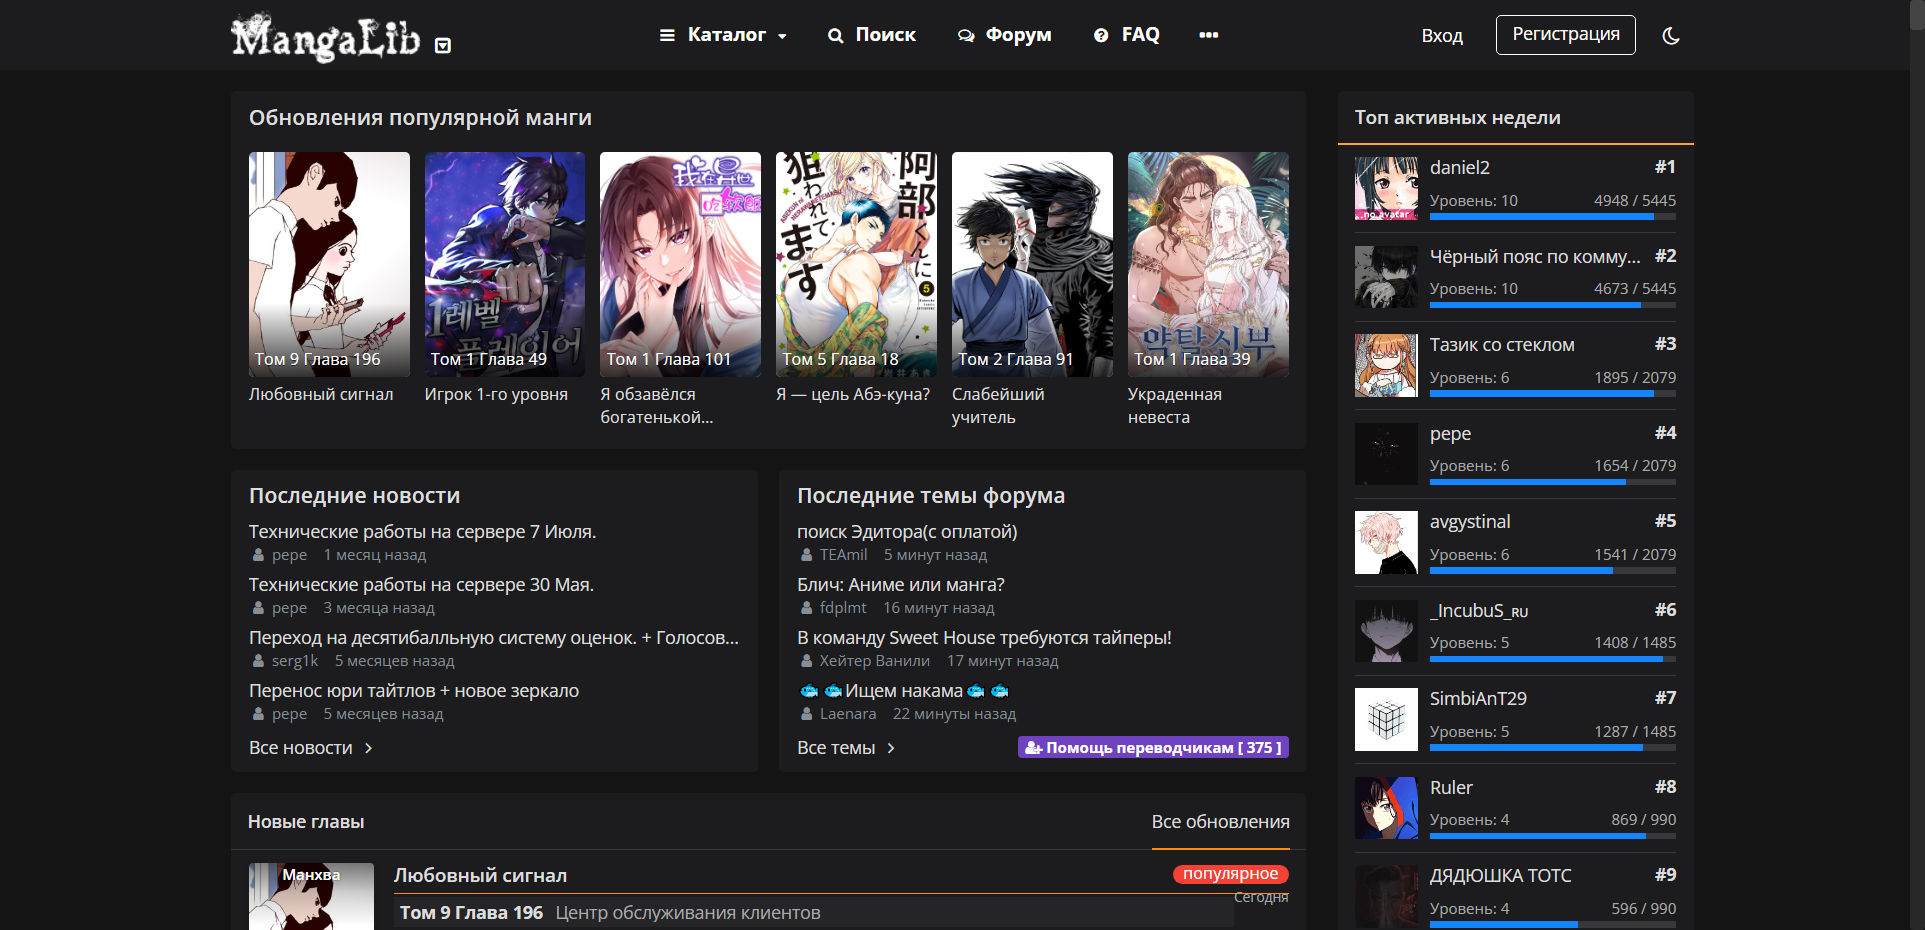 MangaLib
Каталог
Поиск
Форум
FAQ
Вход
Регистрация
Обновления популярной манги
Том 9 Глава 196
Любовный сигнал
1레벨
플레이어
Том 1 Глава 49
Игрок 1-го уровня
Том 1 Глава 101
Я обзавёлся
богатенькой...
阿部くんに
狙われて
ます
5
Том 5 Глава 18
Я — цель Абэ-куна?
Том 2 Глава 91
Слабейший
учитель
약탈신부
Том 1 Глава 39
Украденная
невеста
Последние новости
Технические работы на сервере 7 Июля.
pepe 1 месяц назад
Технические работы на сервере 30 Мая.
pepe 3 месяца назад
Переход на десятибалльную систему оценок. + Голосов...
serg1k 5 месяцев назад
Перенос юри тайтлов + новое зеркало
pepe 5 месяцев назад
Все новости
Последние темы форума
поиск Эдитора(с оплатой)
TEAmil 5 минут назад
Блич: Аниме или манга?
fdplmt 16 минут назад
В команду Sweet House требуются тайперы!
Хейтер Ванили 17 минут назад
🐟🐟Ищем накама🐟🐟
Laenara 22 минуты назад
Все темы
Помощь переводчикам [ 375 ]
Новые главы
Все обновления
Манхва
Любовный сигнал
популярное
Том 9 Глава 196 Центр обслуживания клиентов
Сегодня
Топ активных недели
no avatar
daniel2 #1
Уровень: 10 4948 / 5445
Чёрный пояс по комму... #2
Уровень: 10 4673 / 5445
Тазик со стеклом #3
Уровень: 6 1895 / 2079
pepe #4
Уровень: 6 1654 / 2079
avgystinal #5
Уровень: 6 1541 / 2079
_IncubuS_ʀᴜ #6
Уровень: 5 1408 / 1485
SimbiAnT29 #7
Уровень: 5 1287 / 1485
Ruler #8
Уровень: 4 869 / 990
ДЯДЮШКА ТОТС #9
Уровень: 4 596 / 990